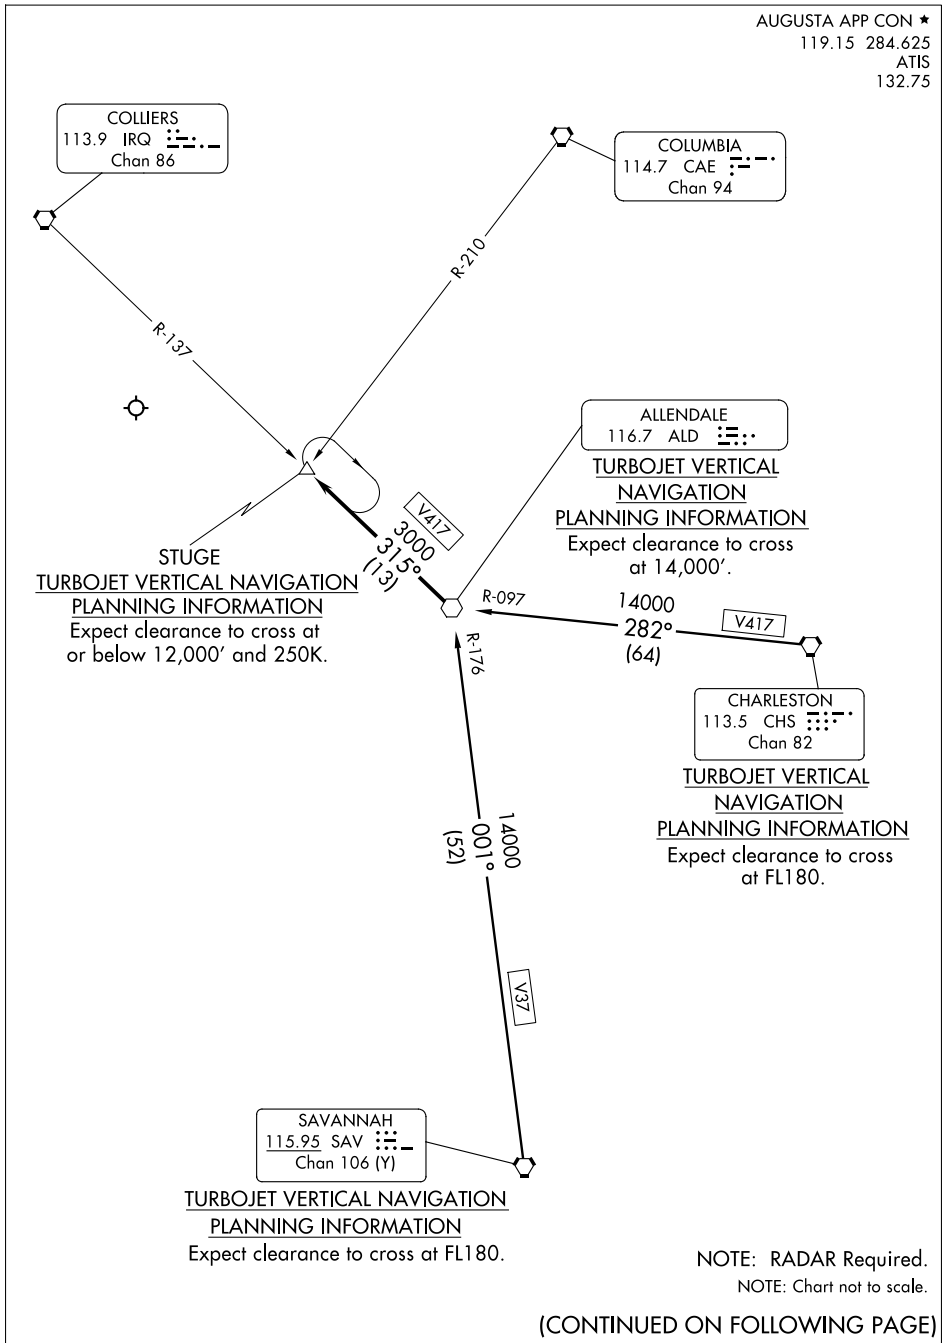 AUGUSTA APP CON ★
119.15 284.625
ATIS
132.75
COLLIERS
113.9 IRQ
Chan 86
COLUMBIA
114.7 CAE
Chan 94
R-210
R-137
ALLENDALE
116.7 ALD
TURBOJET VERTICAL
NAVIGATION
PLANNING INFORMATION
Expect clearance to cross
at 14,000′.
V417
3000
315°
(13)
STUGE
TURBOJET VERTICAL NAVIGATION
PLANNING INFORMATION
Expect clearance to cross at
or below 12,000′ and 250K.
R-097
14000
282°
(64)
V417
R-176
CHARLESTON
113.5 CHS
Chan 82
TURBOJET VERTICAL
NAVIGATION
PLANNING INFORMATION
Expect clearance to cross
at FL180.
14000
001°
(52)
V37
SAVANNAH
115.95 SAV
Chan 106 (Y)
TURBOJET VERTICAL NAVIGATION
PLANNING INFORMATION
Expect clearance to cross at FL180.
NOTE: RADAR Required.
NOTE: Chart not to scale.
(CONTINUED ON FOLLOWING PAGE)